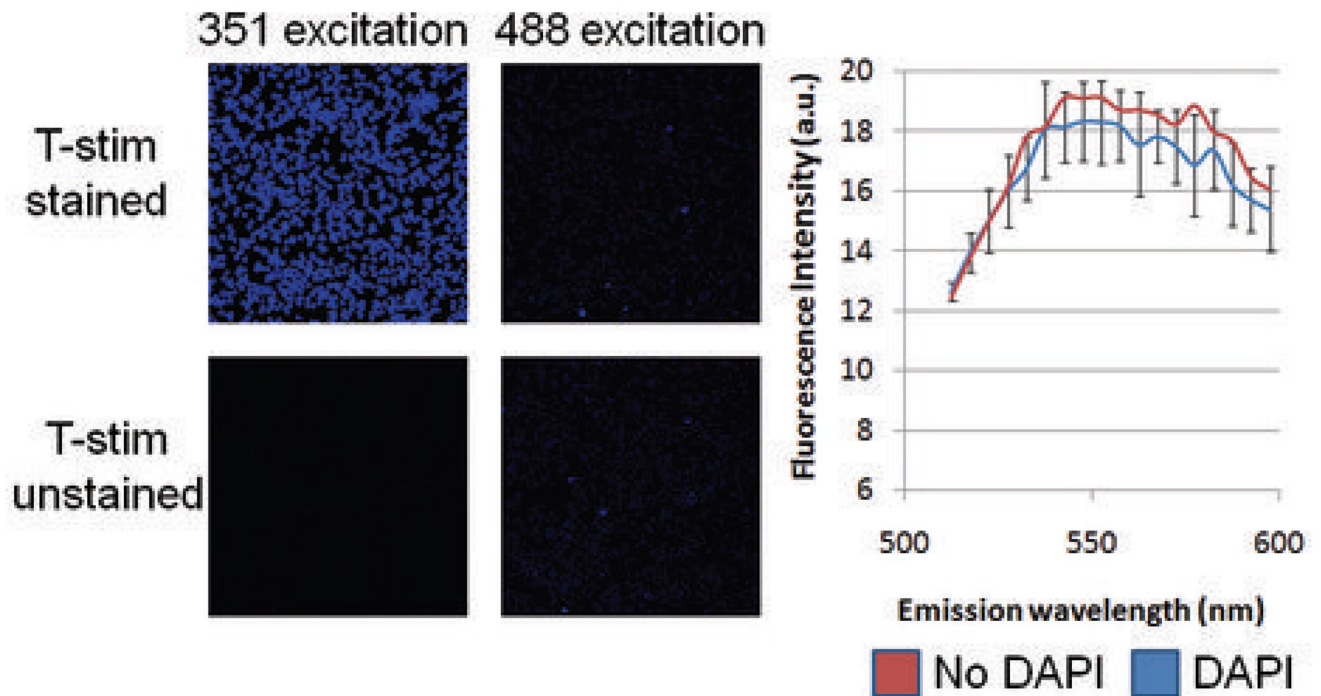 351 excitation
488 excitation
T-stim
stained
T-stim
unstained
Fluorescence Intensity (a.u.)
20
18
16
14
12
10
8
6
500
550
600
Emission wavelength (nm)
No DAPI
DAPI